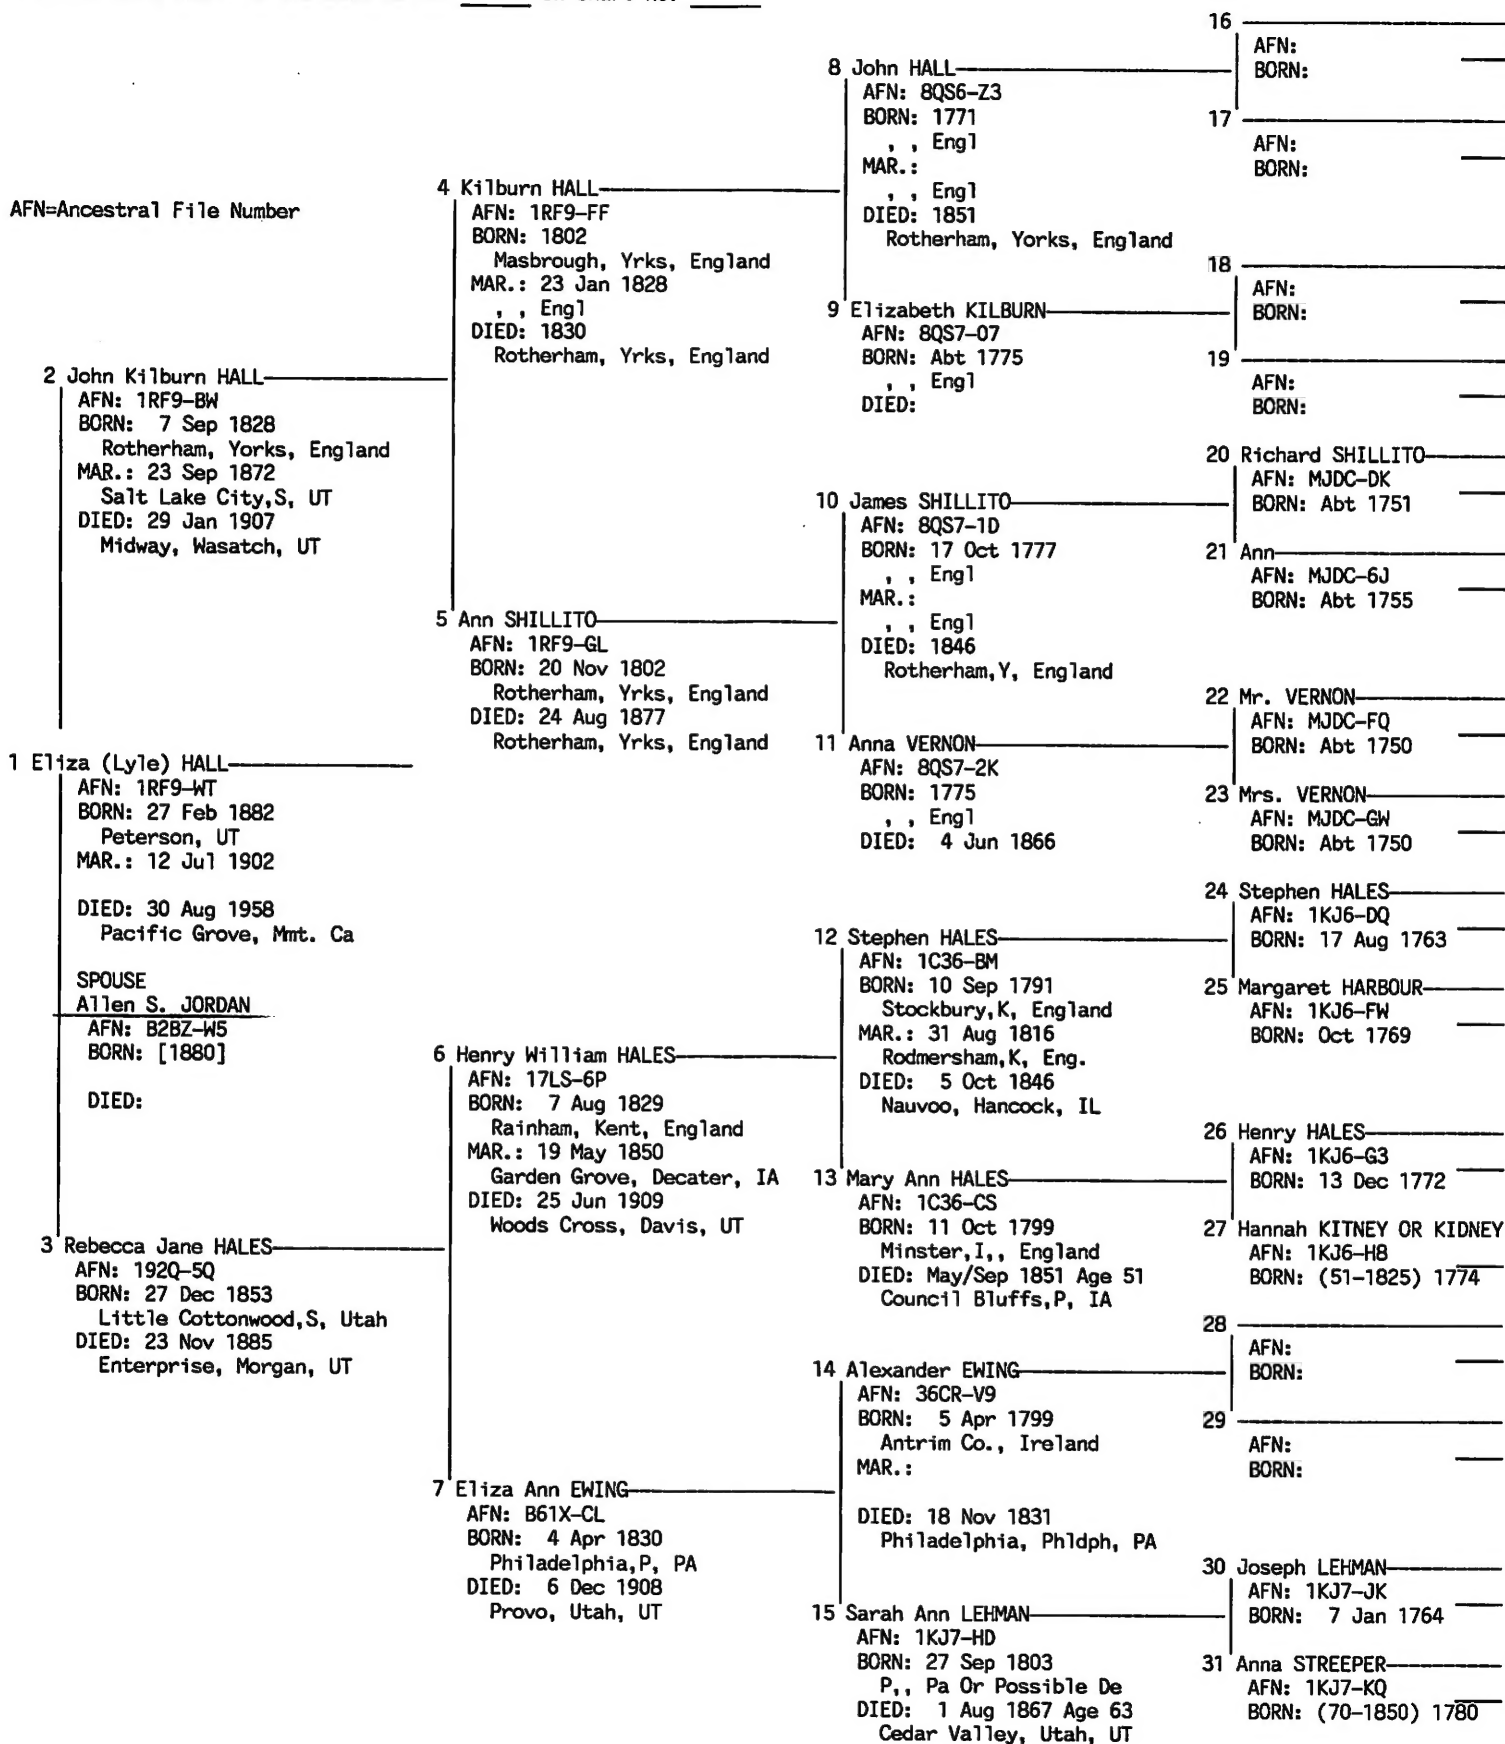 16
AFN:
BORN:
8 John HALL
AFN: 8QS6-Z3
BORN: 1771
, , Engl
MAR.:
, , Engl
DIED: 1851
Rotherham, Yorks, England
17
AFN:
BORN:
AFN=Ancestral File Number
4 Kilburn HALL
AFN: 1RF9-FF
BORN: 1802
Masbrough, Yrks, England
MAR.: 23 Jan 1828
, , Engl
DIED: 1830
Rotherham, Yrks, England
18
AFN:
BORN:
9 Elizabeth KILBURN
AFN: 8QS7-07
BORN: Abt 1775
, , Engl
DIED:
19
AFN:
BORN:
2 John Kilburn HALL
AFN: 1RF9-BW
BORN: 7 Sep 1828
Rotherham, Yorks, England
MAR.: 23 Sep 1872
Salt Lake City,S, UT
DIED: 29 Jan 1907
Midway, Wasatch, UT
20 Richard SHILLITO
AFN: MJDC-DK
BORN: Abt 1751
10 James SHILLITO
AFN: 8QS7-1D
BORN: 17 Oct 1777
, , Engl
MAR.:
, , Engl
DIED: 1846
Rotherham,Y, England
21 Ann
AFN: MJDC-6J
BORN: Abt 1755
5 Ann SHILLITO
AFN: 1RF9-GL
BORN: 20 Nov 1802
Rotherham, Yrks, England
DIED: 24 Aug 1877
Rotherham, Yrks, England
22 Mr. VERNON
AFN: MJDC-FQ
BORN: Abt 1750
11 Anna VERNON
AFN: 8QS7-2K
BORN: 1775
, , Engl
DIED: 4 Jun 1866
23 Mrs. VERNON
AFN: MJDC-GW
BORN: Abt 1750
1 Eliza (Lyle) HALL
AFN: 1RF9-WT
BORN: 27 Feb 1882
Peterson, UT
MAR.: 12 Jul 1902
DIED: 30 Aug 1958
Pacific Grove, Mmt. Ca
SPOUSE
Allen S. JORDAN
AFN: B2BZ-W5
BORN: [1880]
DIED:
24 Stephen HALES
AFN: 1KJ6-DQ
BORN: 17 Aug 1763
12 Stephen HALES
AFN: 1C36-BM
BORN: 10 Sep 1791
Stockbury,K, England
MAR.: 31 Aug 1816
Rodmersham,K, Eng.
DIED: 5 Oct 1846
Nauvoo, Hancock, IL
25 Margaret HARBOUR
AFN: 1KJ6-FW
BORN: Oct 1769
6 Henry William HALES
AFN: 17LS-6P
BORN: 7 Aug 1829
Rainham, Kent, England
MAR.: 19 May 1850
Garden Grove, Decater, IA
DIED: 25 Jun 1909
Woods Cross, Davis, UT
26 Henry HALES
AFN: 1KJ6-G3
BORN: 13 Dec 1772
13 Mary Ann HALES
AFN: 1C36-CS
BORN: 11 Oct 1799
Minster,I,, England
DIED: May/Sep 1851 Age 51
Council Bluffs,P, IA
27 Hannah KITNEY OR KIDNEY
AFN: 1KJ6-H8
BORN: (51-1825) 1774
3 Rebecca Jane HALES
AFN: 192Q-5Q
BORN: 27 Dec 1853
Little Cottonwood,S, Utah
DIED: 23 Nov 1885
Enterprise, Morgan, UT
28
AFN:
BORN:
14 Alexander EWING
AFN: 36CR-V9
BORN: 5 Apr 1799
Antrim Co., Ireland
MAR.:
DIED: 18 Nov 1831
Philadelphia, Phldph, PA
29
AFN:
BORN:
7 Eliza Ann EWING
AFN: B61X-CL
BORN: 4 Apr 1830
Philadelphia,P, PA
DIED: 6 Dec 1908
Provo, Utah, UT
30 Joseph LEHMAN
AFN: 1KJ7-JK
BORN: 7 Jan 1764
15 Sarah Ann LEHMAN
AFN: 1KJ7-HD
BORN: 27 Sep 1803
P,, Pa Or Possible De
DIED: 1 Aug 1867 Age 63
Cedar Valley, Utah, UT
31 Anna STREEPER
AFN: 1KJ7-KQ
BORN: (70-1850) 1780